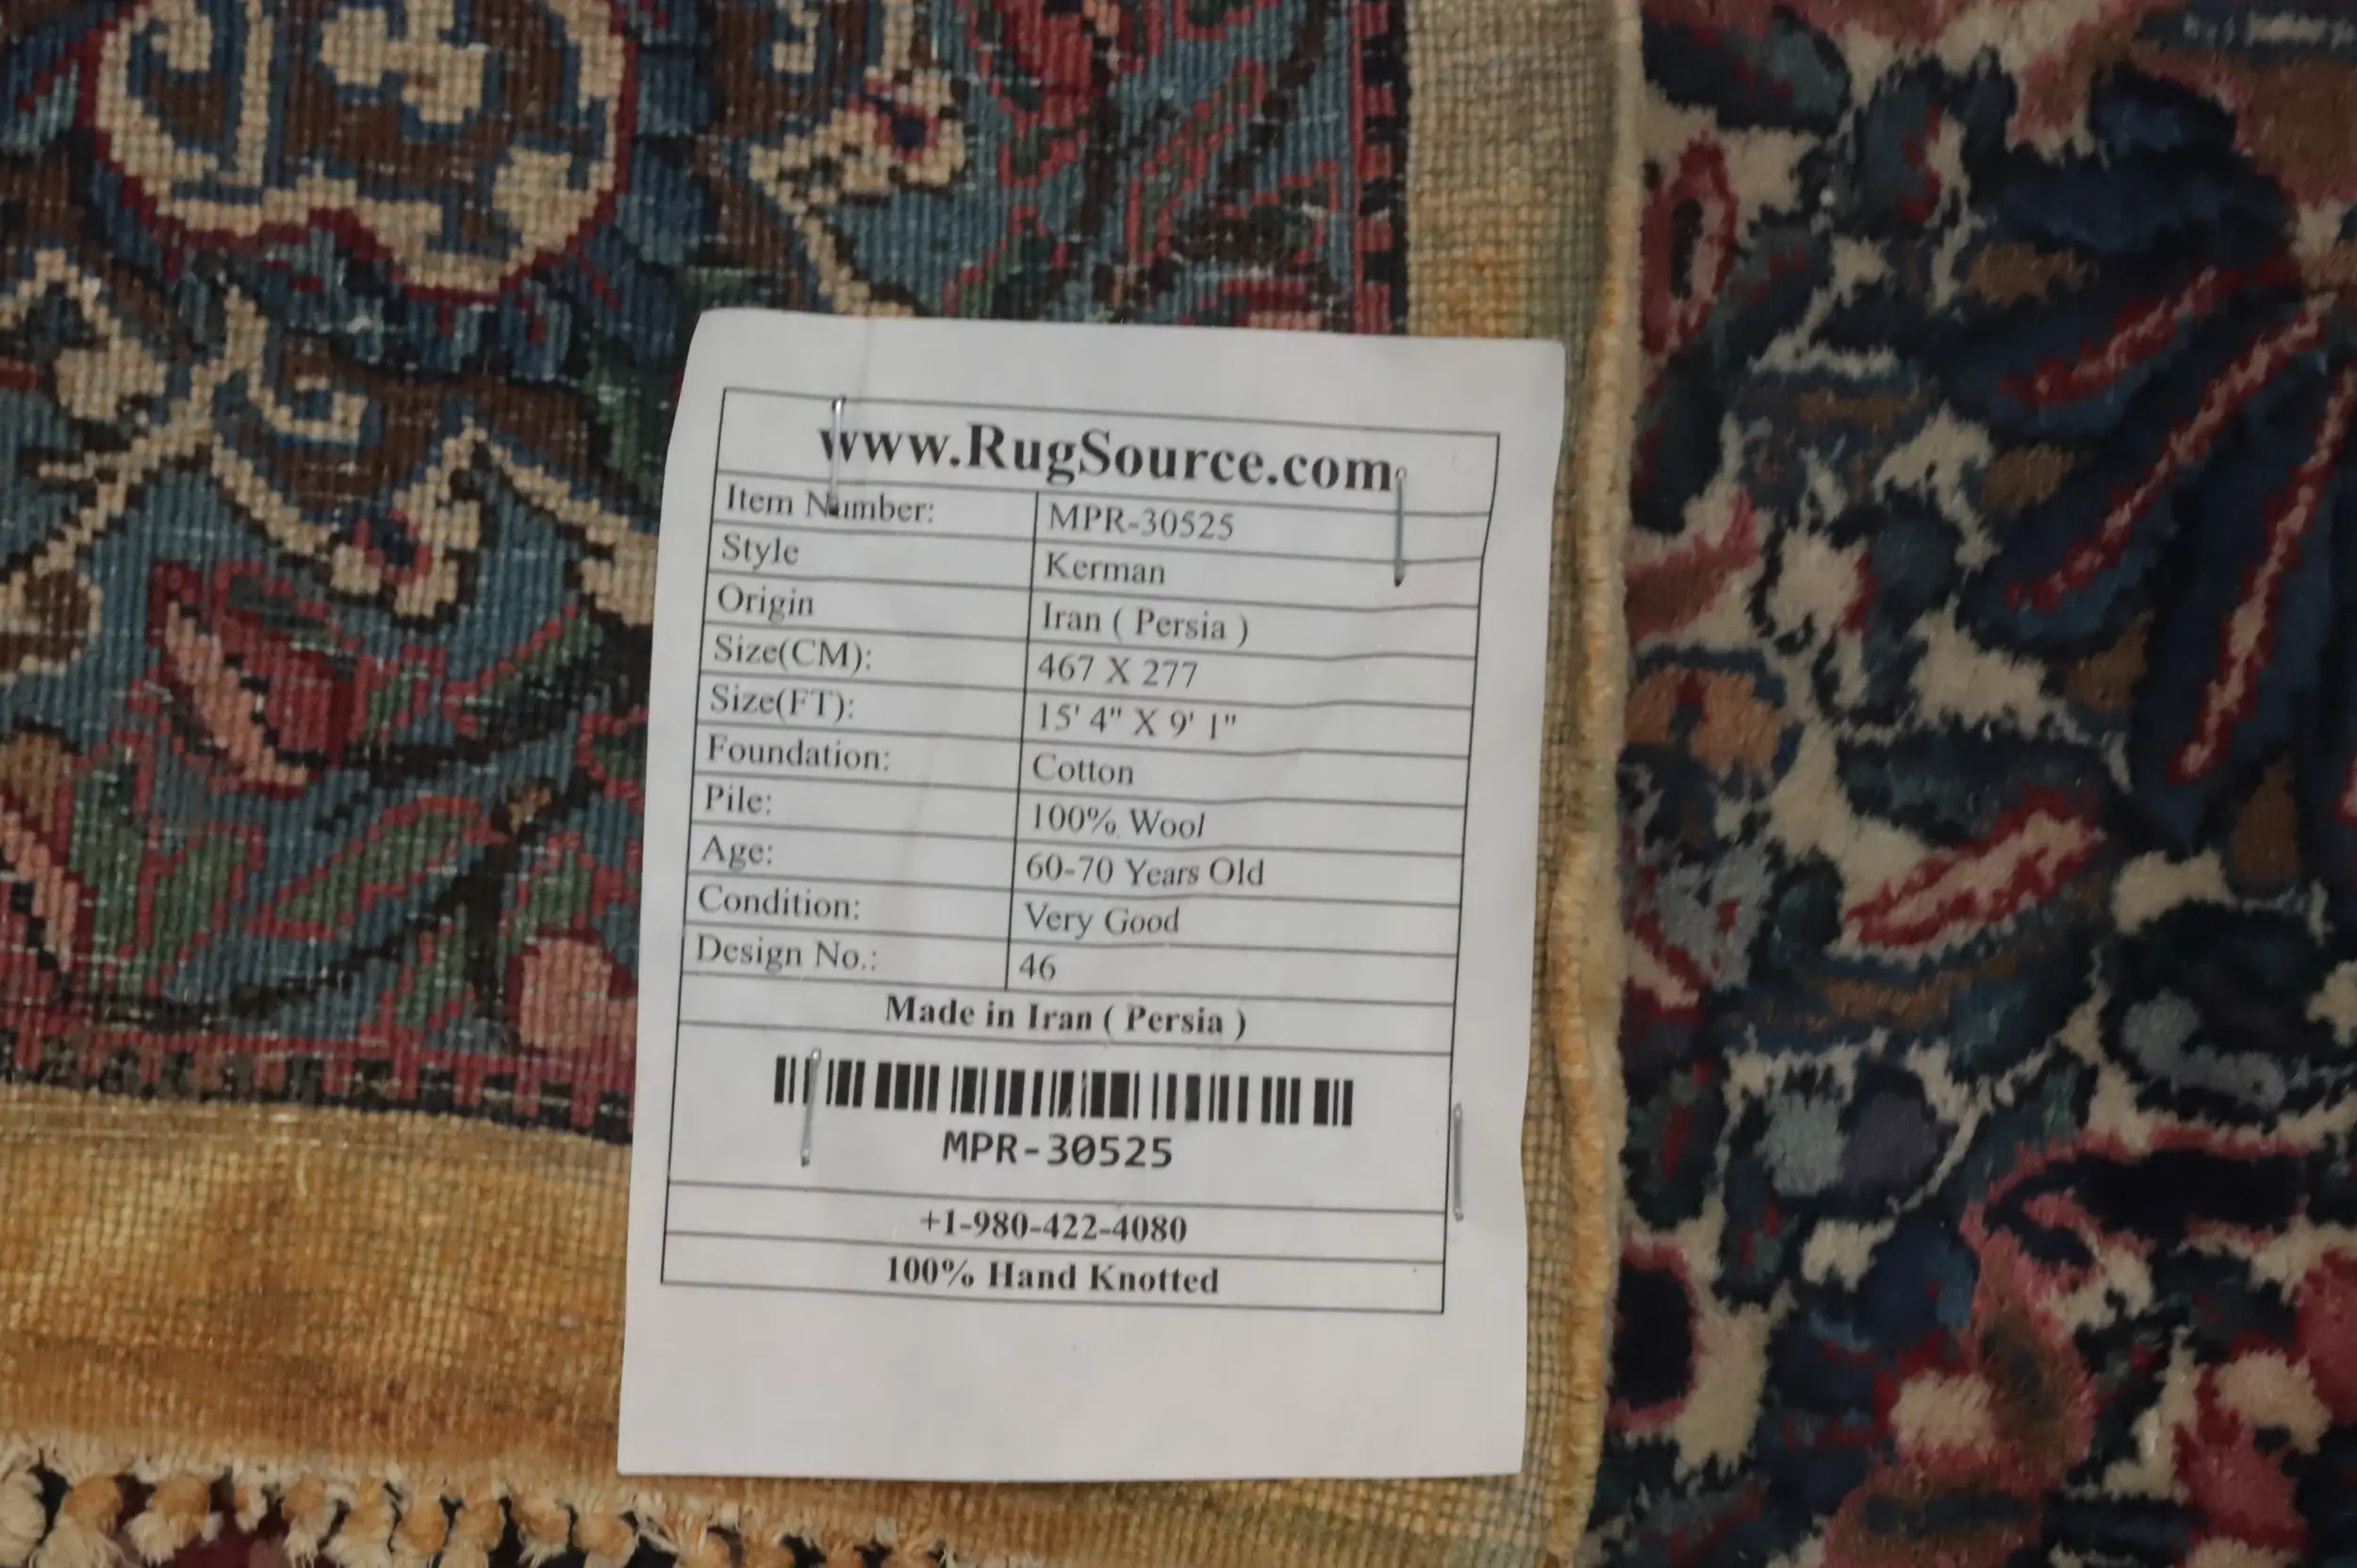 www.RugSource.com
Item Number: MPR-30525
Style Kerman
Origin Iran ( Persia )
Size(CM): 467 X 277
Size(FT): 15' 4" X 9' 1"
Foundation: Cotton
Pile: 100% Wool
Age: 60-70 Years Old
Condition: Very Good
Design No.: 46
Made in Iran ( Persia )
MPR-30525
+1-980-422-4080
100% Hand Knotted